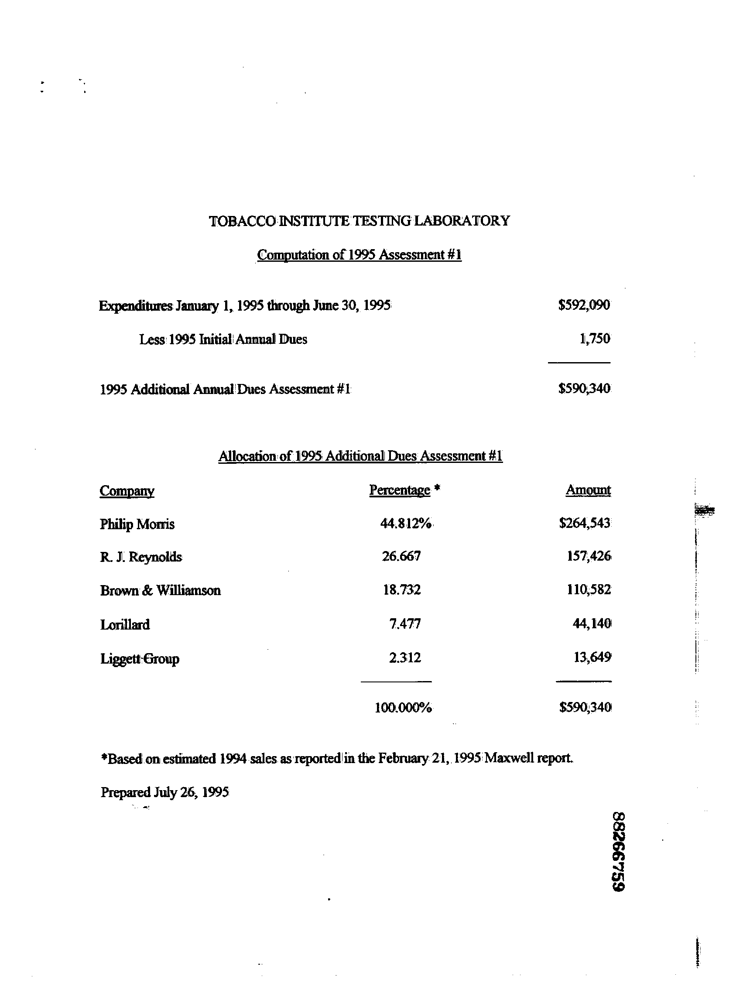 TOBACCO INSTITUTE TESTING LABORATORY
Computation of 1995 Assessment #1
Expenditures January 1, 1995 through June 30, 1995 $592,090
Less 1995 Initial Annual Dues 1,750
1995 Additional Annual Dues Assessment #1 $590,340
Allocation of 1995 Additional Dues Assessment #1
Company Percentage * Amount
Philip Morris 44.812% $264,543
R. J. Reynolds 26.667 157,426
Brown & Williamson 18.732 110,582
Lorillard 7.477 44,140
Liggett Group 2.312 13,649
100.000% $590,340
*Based on estimated 1994 sales as reported in the February 21, 1995 Maxwell report.
Prepared July 26, 1995
88266759